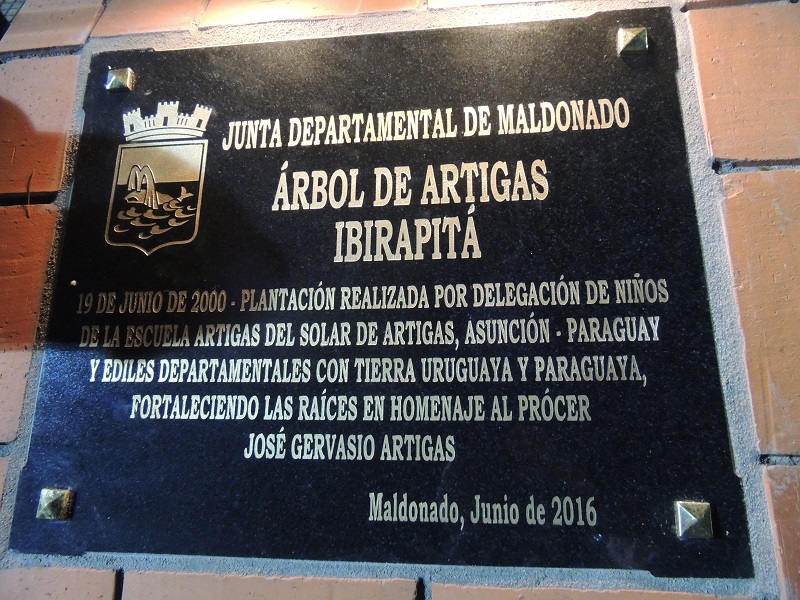 JUNTA DEPARTAMENTAL DE MALDONADO
ÁRBOL DE ARTIGAS
IBIRAPITÁ
19 DE JUNIO DE 2000 - PLANTACIÓN REALIZADA POR DELEGACIÓN DE NIÑOS
DE LA ESCUELA ARTIGAS DEL SOLAR DE ARTIGAS, ASUNCIÓN - PARAGUAY
Y EDILES DEPARTAMENTALES CON TIERRA URUGUAYA Y PARAGUAYA,
FORTALECIENDO LAS RAÍCES EN HOMENAJE AL PRÓCER
JOSÉ GERVASIO ARTIGAS
Maldonado, Junio de 2016